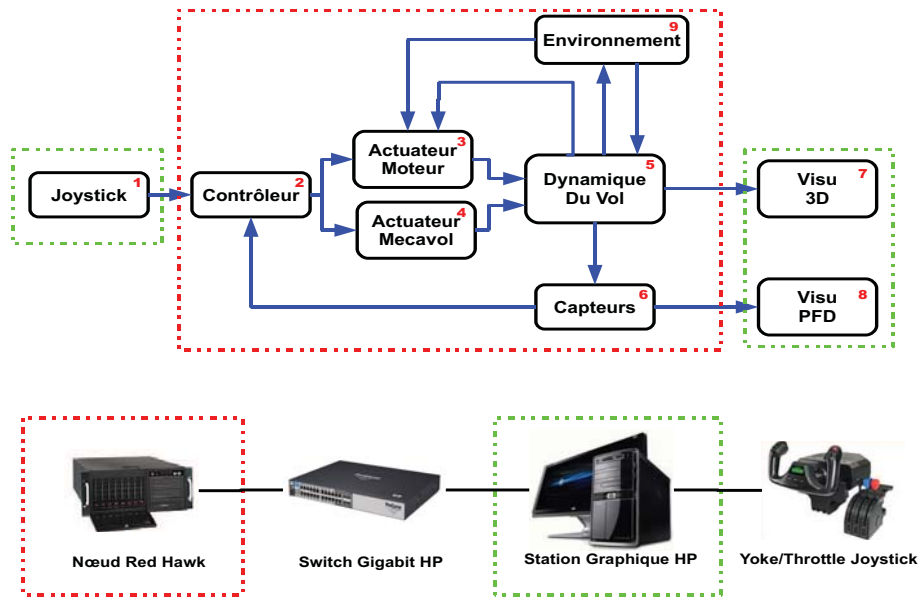 9
Environnement
3
Actuateur
Moteur
1
Joystick
2
Contrôleur
4
Actuateur
Mecavol
5
Dynamique
Du Vol
7
Visu
3D
6
Capteurs
8
Visu
PFD
Nœud Red Hawk
Switch Gigabit HP
Station Graphique HP
Yoke/Throttle Joystick